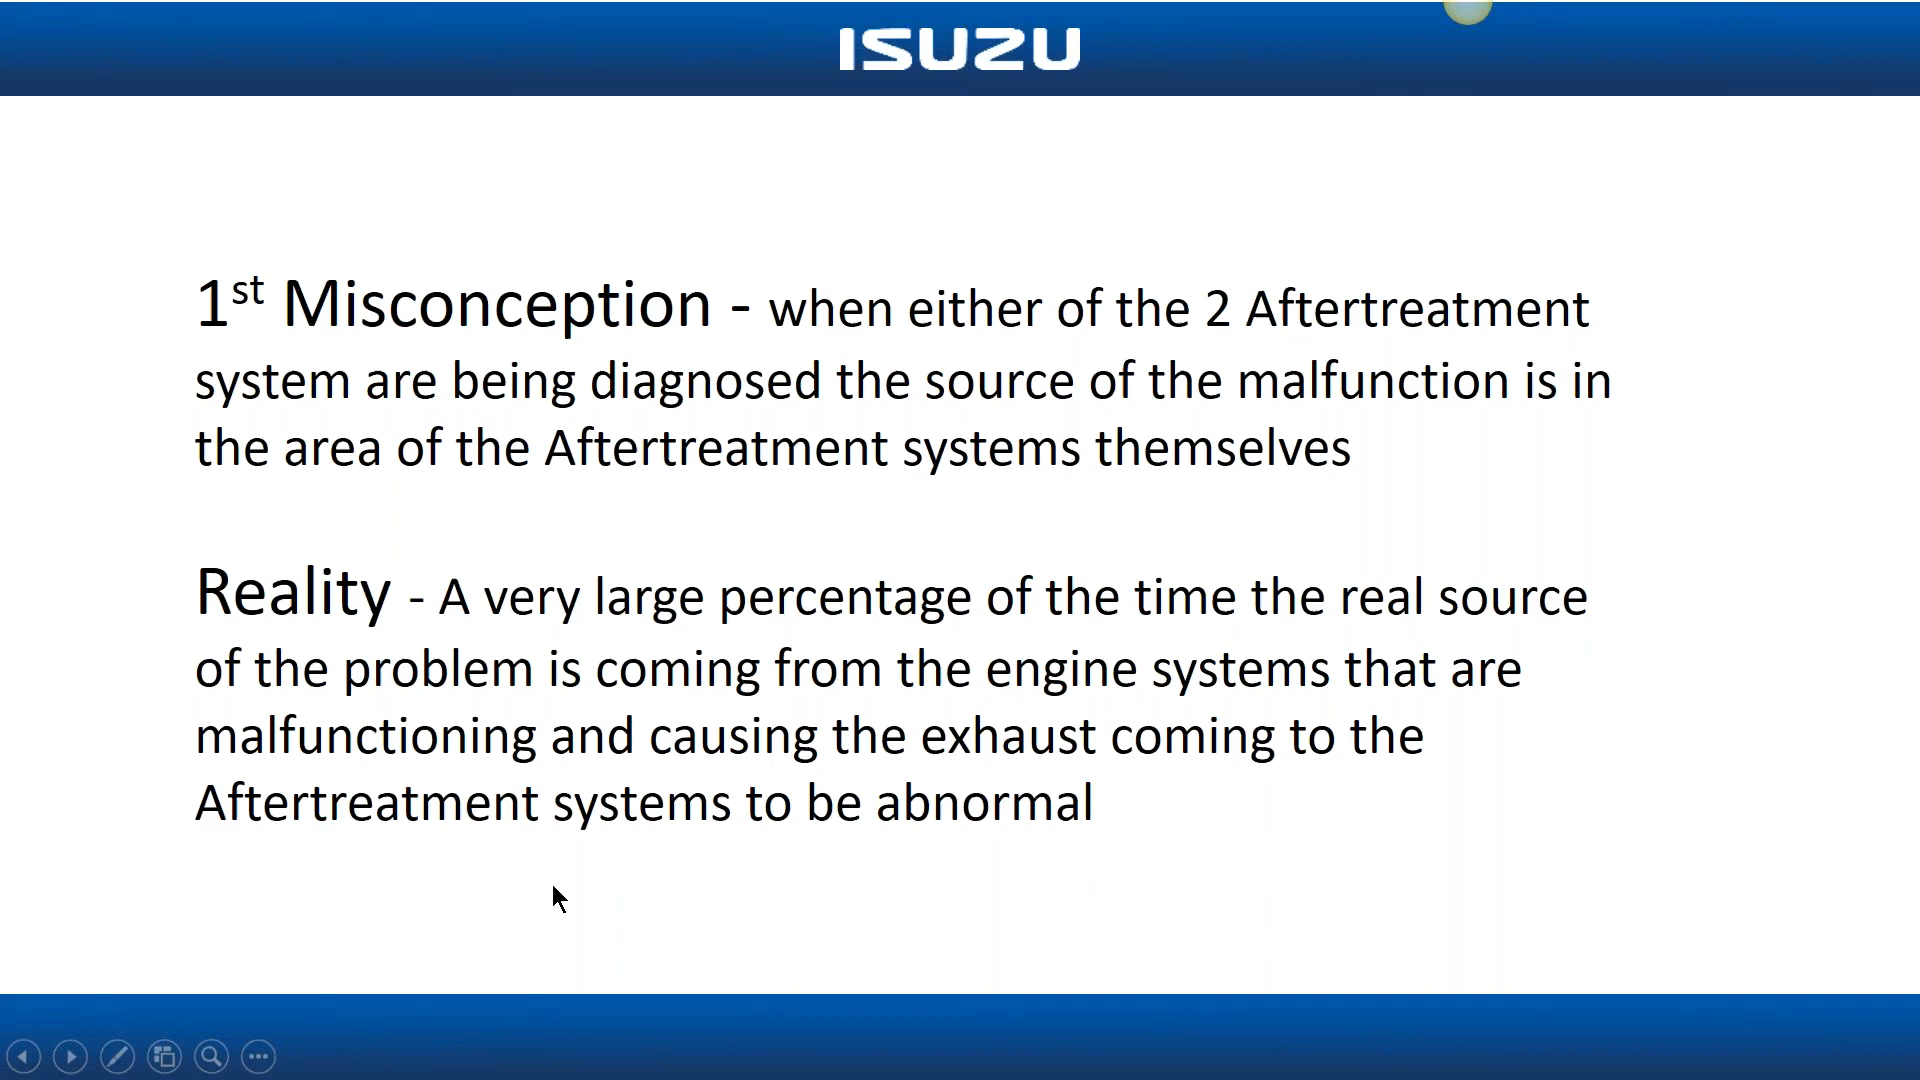 ISUZU
1st Misconception - when either of the 2 Aftertreatment
system are being diagnosed the source of the malfunction is in
the area of the Aftertreatment systems themselves
Reality - A very large percentage of the time the real source
of the problem is coming from the engine systems that are
malfunctioning and causing the exhaust coming to the
Aftertreatment systems to be abnormal